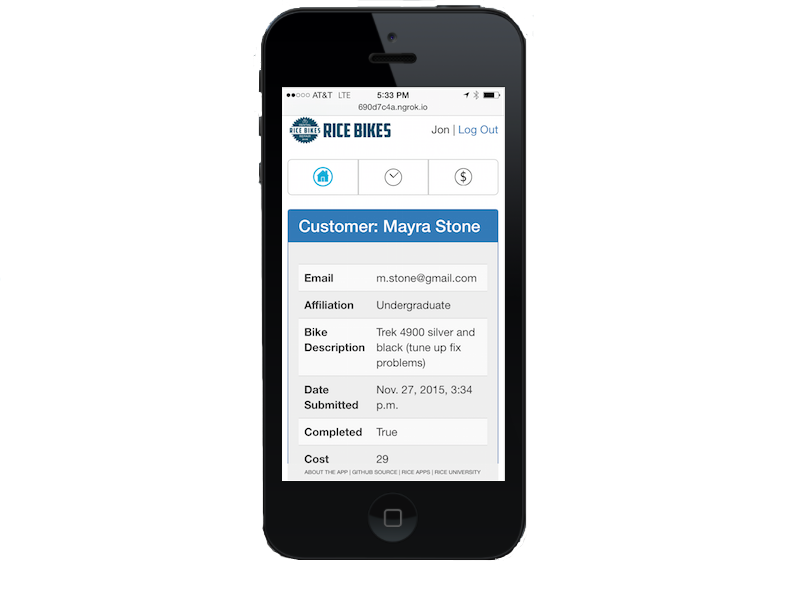 AT&T LTE 5:33 PM
690d7c4a.ngrok.io
RICE BIKES RICE BIKES Jon | Log Out
$
Customer: Mayra Stone
Email m.stone@gmail.com
Affiliation Undergraduate
Bike Trek 4900 silver and
Description black (tune up fix
problems)
Date Nov. 27, 2015, 3:34
Submitted p.m.
Completed True
Cost 29
ABOUT THE APP | GITHUB SOURCE | RICE APPS | RICE UNIVERSITY